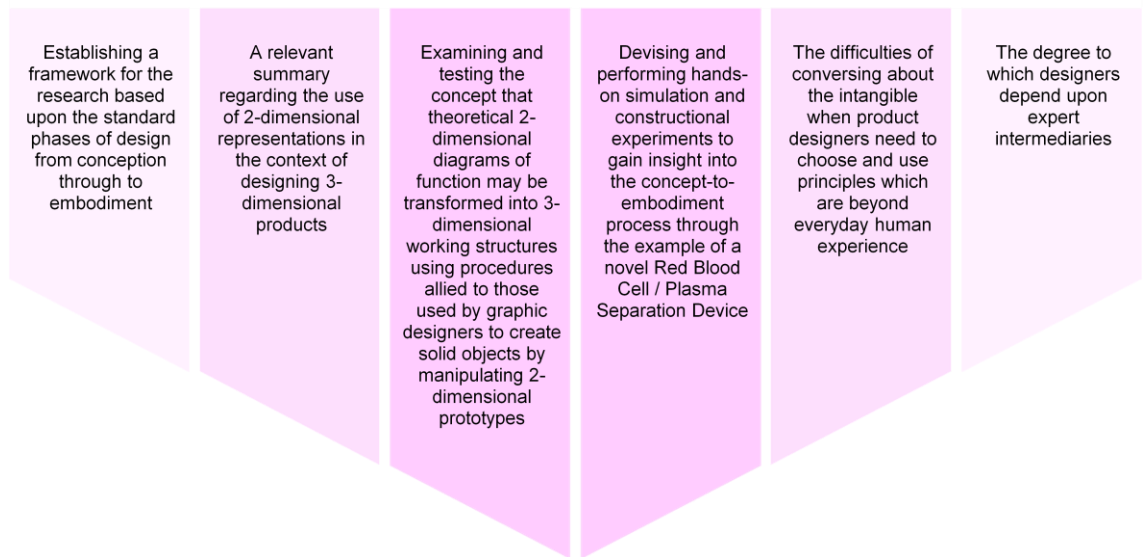 Establishing a
framework for the
research based
upon the standard
phases of design
from conception
through to
embodiment
A relevant
summary
regarding the use
of 2-dimensional
representations in
the context of
designing 3-
dimensional
products
Examining and
testing the
concept that
theoretical 2-
dimensional
diagrams of
function may be
transformed into 3-
dimensional
working structures
using procedures
allied to those
used by graphic
designers to create
solid objects by
manipulating 2-
dimensional
prototypes
Devising and
performing hands-
on simulation and
constructional
experiments to
gain insight into
the concept-to-
embodiment
process through
the example of a
novel Red Blood
Cell / Plasma
Separation Device
The difficulties of
conversing about
the intangible
when product
designers need to
choose and use
principles which
are beyond
everyday human
experience
The degree to
which designers
depend upon
expert
intermediaries